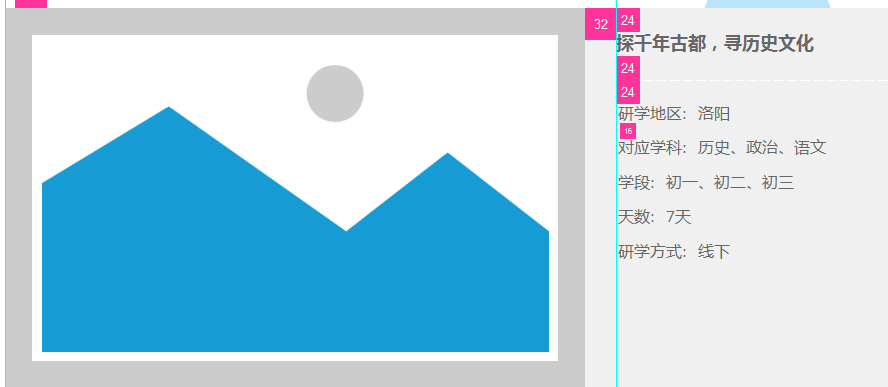 32
24
探千年古都，寻历史文化
24
24
研学地区：洛阳
16
对应学科：历史、政治、语文
学段：初一、初二、初三
天数：7天
研学方式：线下